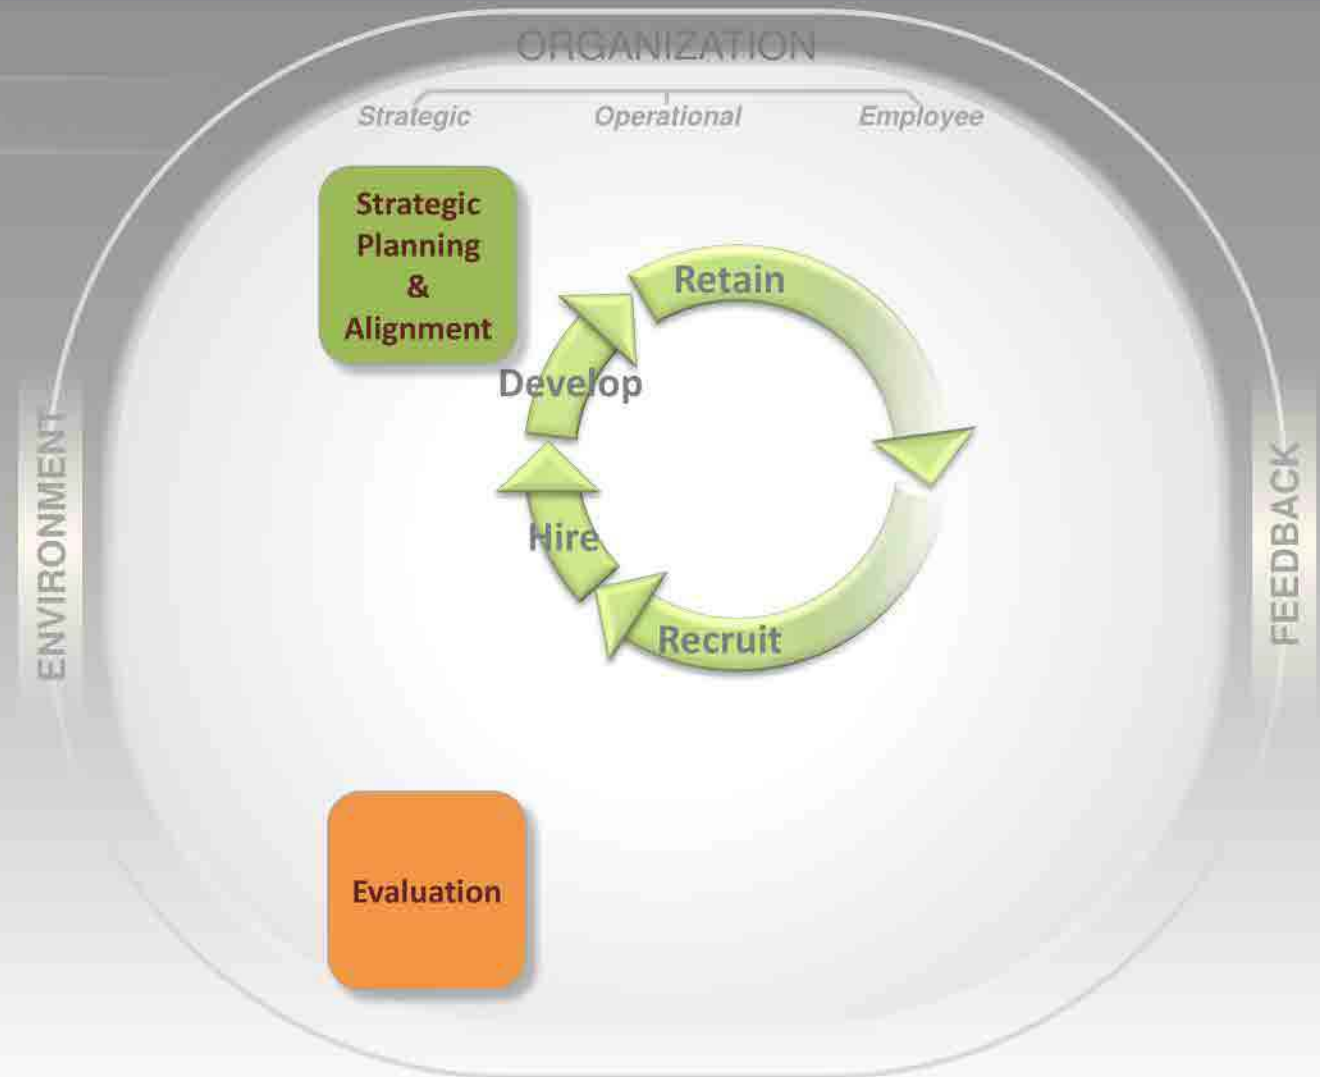 ORGANIZATION
Strategic Operational Employee
Strategic
Planning
&
Alignment
Retain
Develop
Hire
Recruit
ENVIRONMENT
FEEDBACK
Evaluation